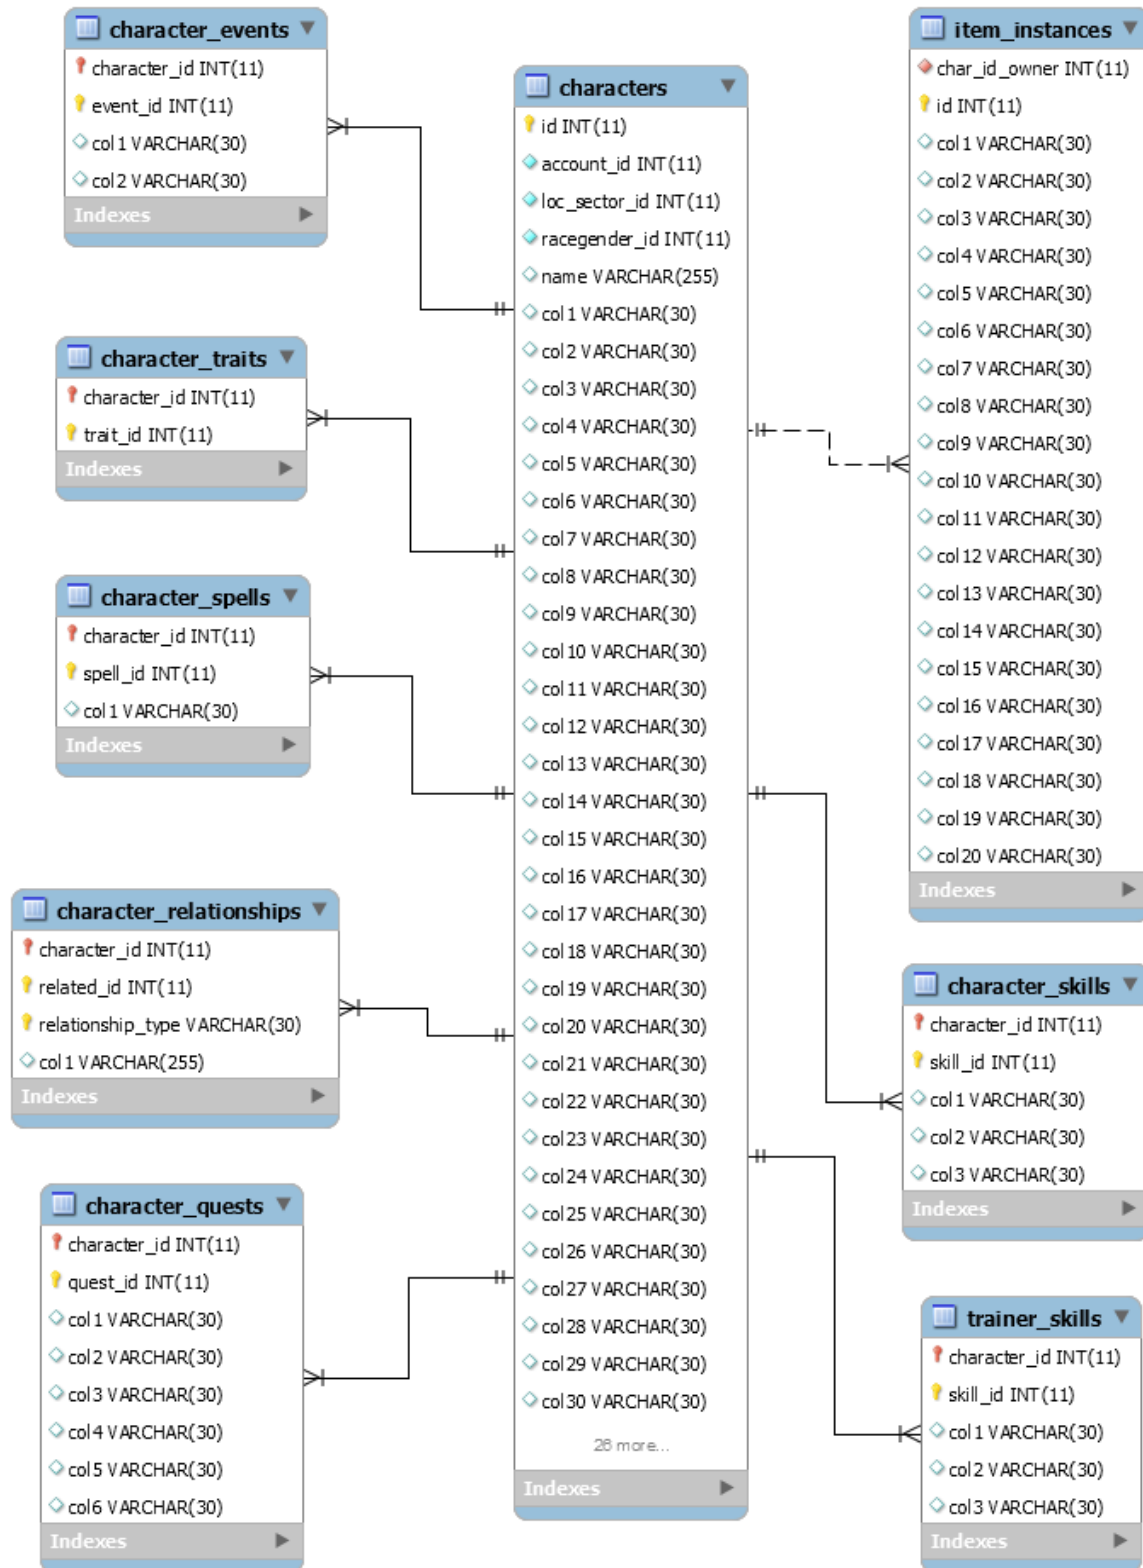 character_events
character_id INT(11)
event_id INT(11)
col1 VARCHAR(30)
col2 VARCHAR(30)
Indexes
character_traits
character_id INT(11)
trait_id INT(11)
Indexes
character_spells
character_id INT(11)
spell_id INT(11)
col1 VARCHAR(30)
Indexes
character_relationships
character_id INT(11)
related_id INT(11)
relationship_type VARCHAR(30)
col1 VARCHAR(255)
Indexes
character_quests
character_id INT(11)
quest_id INT(11)
col1 VARCHAR(30)
col2 VARCHAR(30)
col3 VARCHAR(30)
col4 VARCHAR(30)
col5 VARCHAR(30)
col6 VARCHAR(30)
Indexes
characters
id INT(11)
account_id INT(11)
loc_sector_id INT(11)
racegender_id INT(11)
name VARCHAR(255)
col1 VARCHAR(30)
col2 VARCHAR(30)
col3 VARCHAR(30)
col4 VARCHAR(30)
col5 VARCHAR(30)
col6 VARCHAR(30)
col7 VARCHAR(30)
col8 VARCHAR(30)
col9 VARCHAR(30)
col10 VARCHAR(30)
col11 VARCHAR(30)
col12 VARCHAR(30)
col13 VARCHAR(30)
col14 VARCHAR(30)
col15 VARCHAR(30)
col16 VARCHAR(30)
col17 VARCHAR(30)
col18 VARCHAR(30)
col19 VARCHAR(30)
col20 VARCHAR(30)
col21 VARCHAR(30)
col22 VARCHAR(30)
col23 VARCHAR(30)
col24 VARCHAR(30)
col25 VARCHAR(30)
col26 VARCHAR(30)
col27 VARCHAR(30)
col28 VARCHAR(30)
col29 VARCHAR(30)
col30 VARCHAR(30)
26 more...
Indexes
item_instances
char_id_owner INT(11)
id INT(11)
col1 VARCHAR(30)
col2 VARCHAR(30)
col3 VARCHAR(30)
col4 VARCHAR(30)
col5 VARCHAR(30)
col6 VARCHAR(30)
col7 VARCHAR(30)
col8 VARCHAR(30)
col9 VARCHAR(30)
col10 VARCHAR(30)
col11 VARCHAR(30)
col12 VARCHAR(30)
col13 VARCHAR(30)
col14 VARCHAR(30)
col15 VARCHAR(30)
col16 VARCHAR(30)
col17 VARCHAR(30)
col18 VARCHAR(30)
col19 VARCHAR(30)
col20 VARCHAR(30)
Indexes
character_skills
character_id INT(11)
skill_id INT(11)
col1 VARCHAR(30)
col2 VARCHAR(30)
col3 VARCHAR(30)
Indexes
trainer_skills
character_id INT(11)
skill_id INT(11)
col1 VARCHAR(30)
col2 VARCHAR(30)
col3 VARCHAR(30)
Indexes